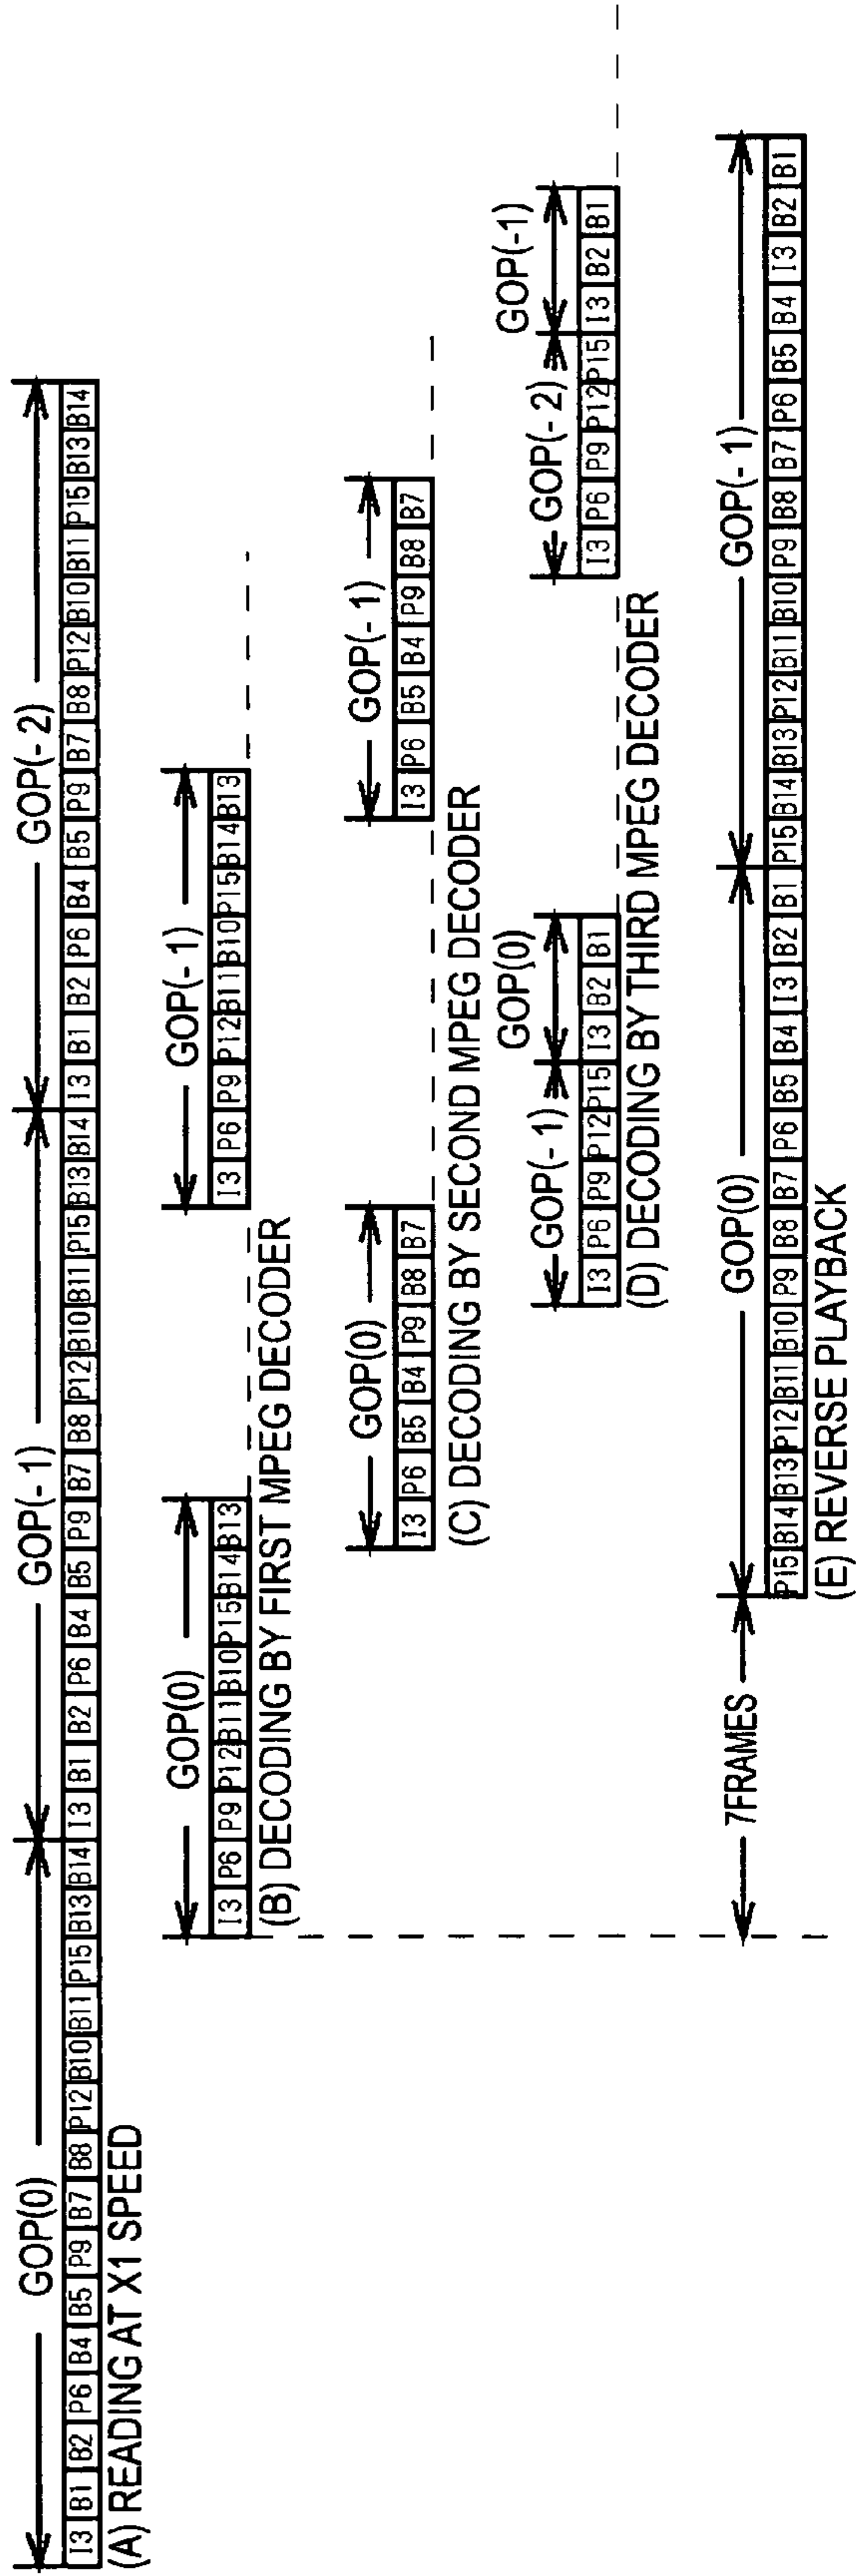 GOP(0) GOP(-1) GOP(-2)
I3 B1 B2 P6 B4 B5 P9 B7 B8 P12 B10 B11 P15 B13 B14 I3 B1 B2 P6 B4 B5 P9 B7 B8 P12 B10 B11 P15 B13 B14 I3 B1 B2 P6 B4 B5 P9 B7 B8 P12 B10 B11 P15 B13 B14
(A) READING AT X1 SPEED
GOP(0) GOP(-1)
I3 P6 P9 P12 B11 B10 P15 B14 B13 I3 P6 P9 P12 B11 B10 P15 B14 B13
(B) DECODING BY FIRST MPEG DECODER
GOP(0) GOP(-1)
I3 P6 B5 B4 P9 B8 B7 I3 P6 B5 B4 P9 B8 B7
(C) DECODING BY SECOND MPEG DECODER
GOP(-1) GOP(0) GOP(-2) GOP(-1)
I3 P6 P9 P12 P15 I3 B2 B1 I3 P6 P9 P12 P15 I3 B2 B1
(D) DECODING BY THIRD MPEG DECODER
7FRAMES GOP(0) GOP(-1)
P15 B14 B13 P12 B11 B10 P9 B8 B7 P6 B5 B4 I3 B2 B1 P15 B14 B13 P12 B11 B10 P9 B8 B7 P6 B5 B4 I3 B2 B1
(E) REVERSE PLAYBACK